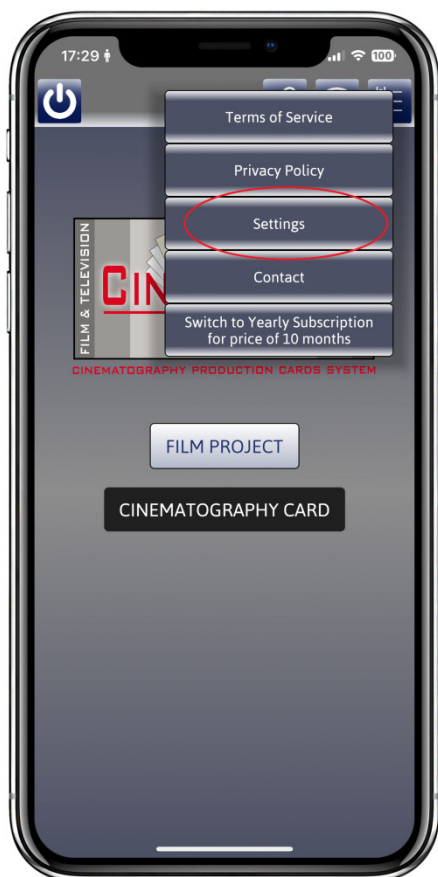 17:29
100
Terms of Service
Privacy Policy
Settings
Contact
Switch to Yearly Subscription
for price of 10 months
FILM & TELEVISION
CIN
CINEMATOGRAPHY PRODUCTION CARDS SYSTEM
FILM PROJECT
CINEMATOGRAPHY CARD